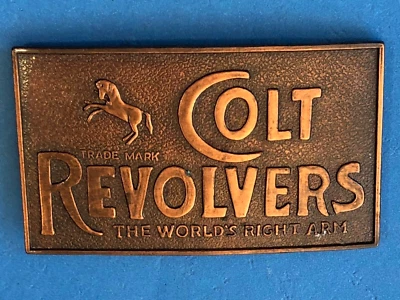 COLT
TRADE MARK
REVOLVERS
THE WORLD'S RIGHT ARM